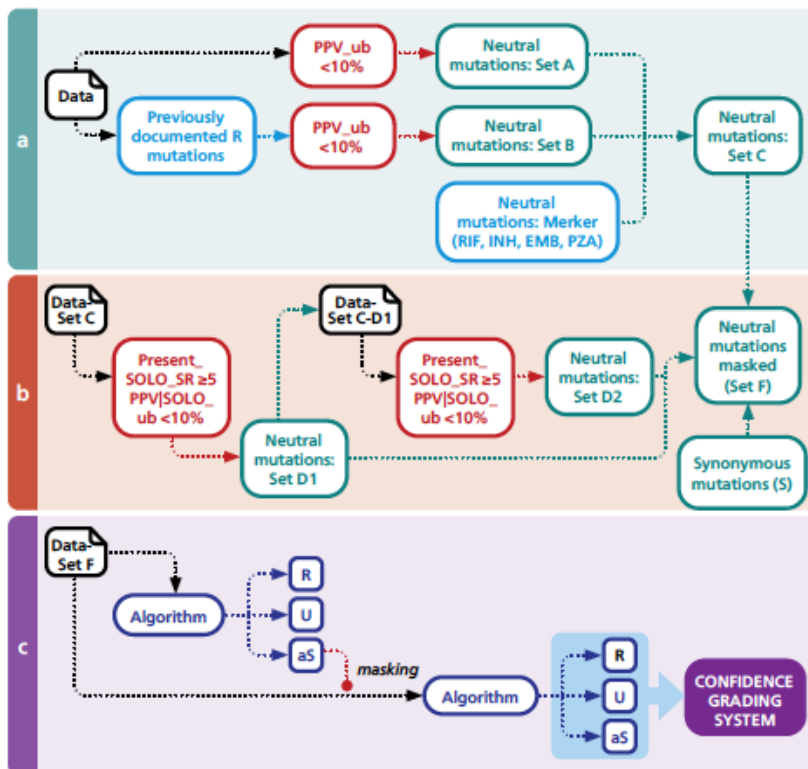 a
Data
PPV_ub
<10%
Neutral
mutations: Set A
Previously
documented R
mutations
PPV_ub
<10%
Neutral
mutations: Set B
Neutral
mutations: Merker
(RIF, INH, EMB, PZA)
Neutral
mutations:
Set C
b
Data-
Set C
Present_
SOLO_SR ≥5
PPV|SOLO_
ub <10%
Neutral
mutations:
Set D1
Data-
Set C-D1
Present_
SOLO_SR ≥5
PPV|SOLO_
ub <10%
Neutral
mutations:
Set D2
Neutral
mutations
masked
(Set F)
Synonymous
mutations (S)
c
Data-
Set F
Algorithm
R
U
aS
masking
Algorithm
R
U
aS
CONFIDENCE
GRADING
SYSTEM